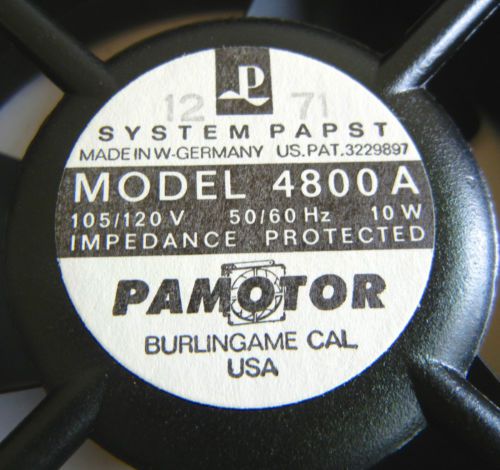 P
12 71
SYSTEM PAPST
MADE IN W-GERMANY US. PAT. 3229897
MODEL 4800 A
105/120 V 50/60 Hz 10 W
IMPEDANCE PROTECTED
PAMOTOR
BURLINGAME CAL
USA